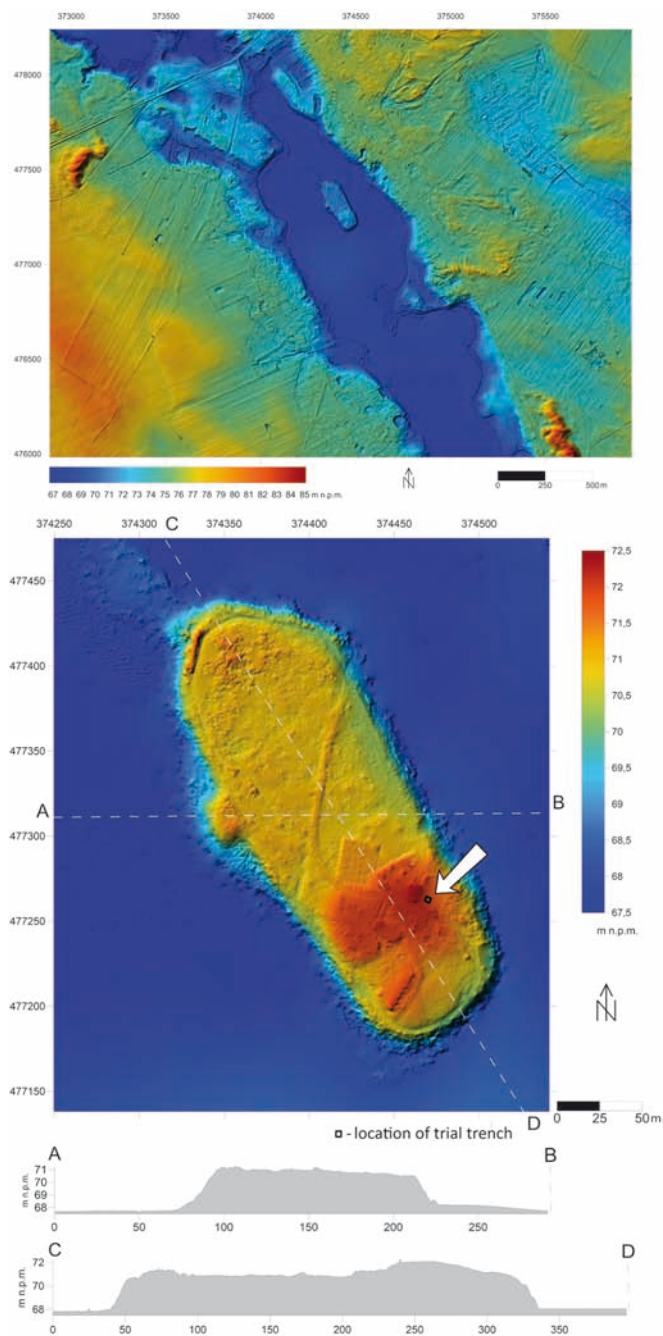 373000 373500 374000 374500 375000 375500
478000
477500
477000
476500
476000
67 68 69 70 71 72 73 74 75 76 77 78 79 80 81 82 83 84 85 m n.p.m.
N
0 250 500 m
374250 374300 374350 374400 374450 374500
C
477450
477400
477350
477300
477250
477200
477150
A
B
D
72,5
72
71,5
71
70,5
70
69,5
69
68,5
68
67,5
m n.p.m.
N
0 25 50m
- location of trial trench
A B
m n.p.m.
71
70
69
68
0 50 100 150 200 250
C D
m n.p.m.
72
70
68
0 50 100 150 200 250 300 350